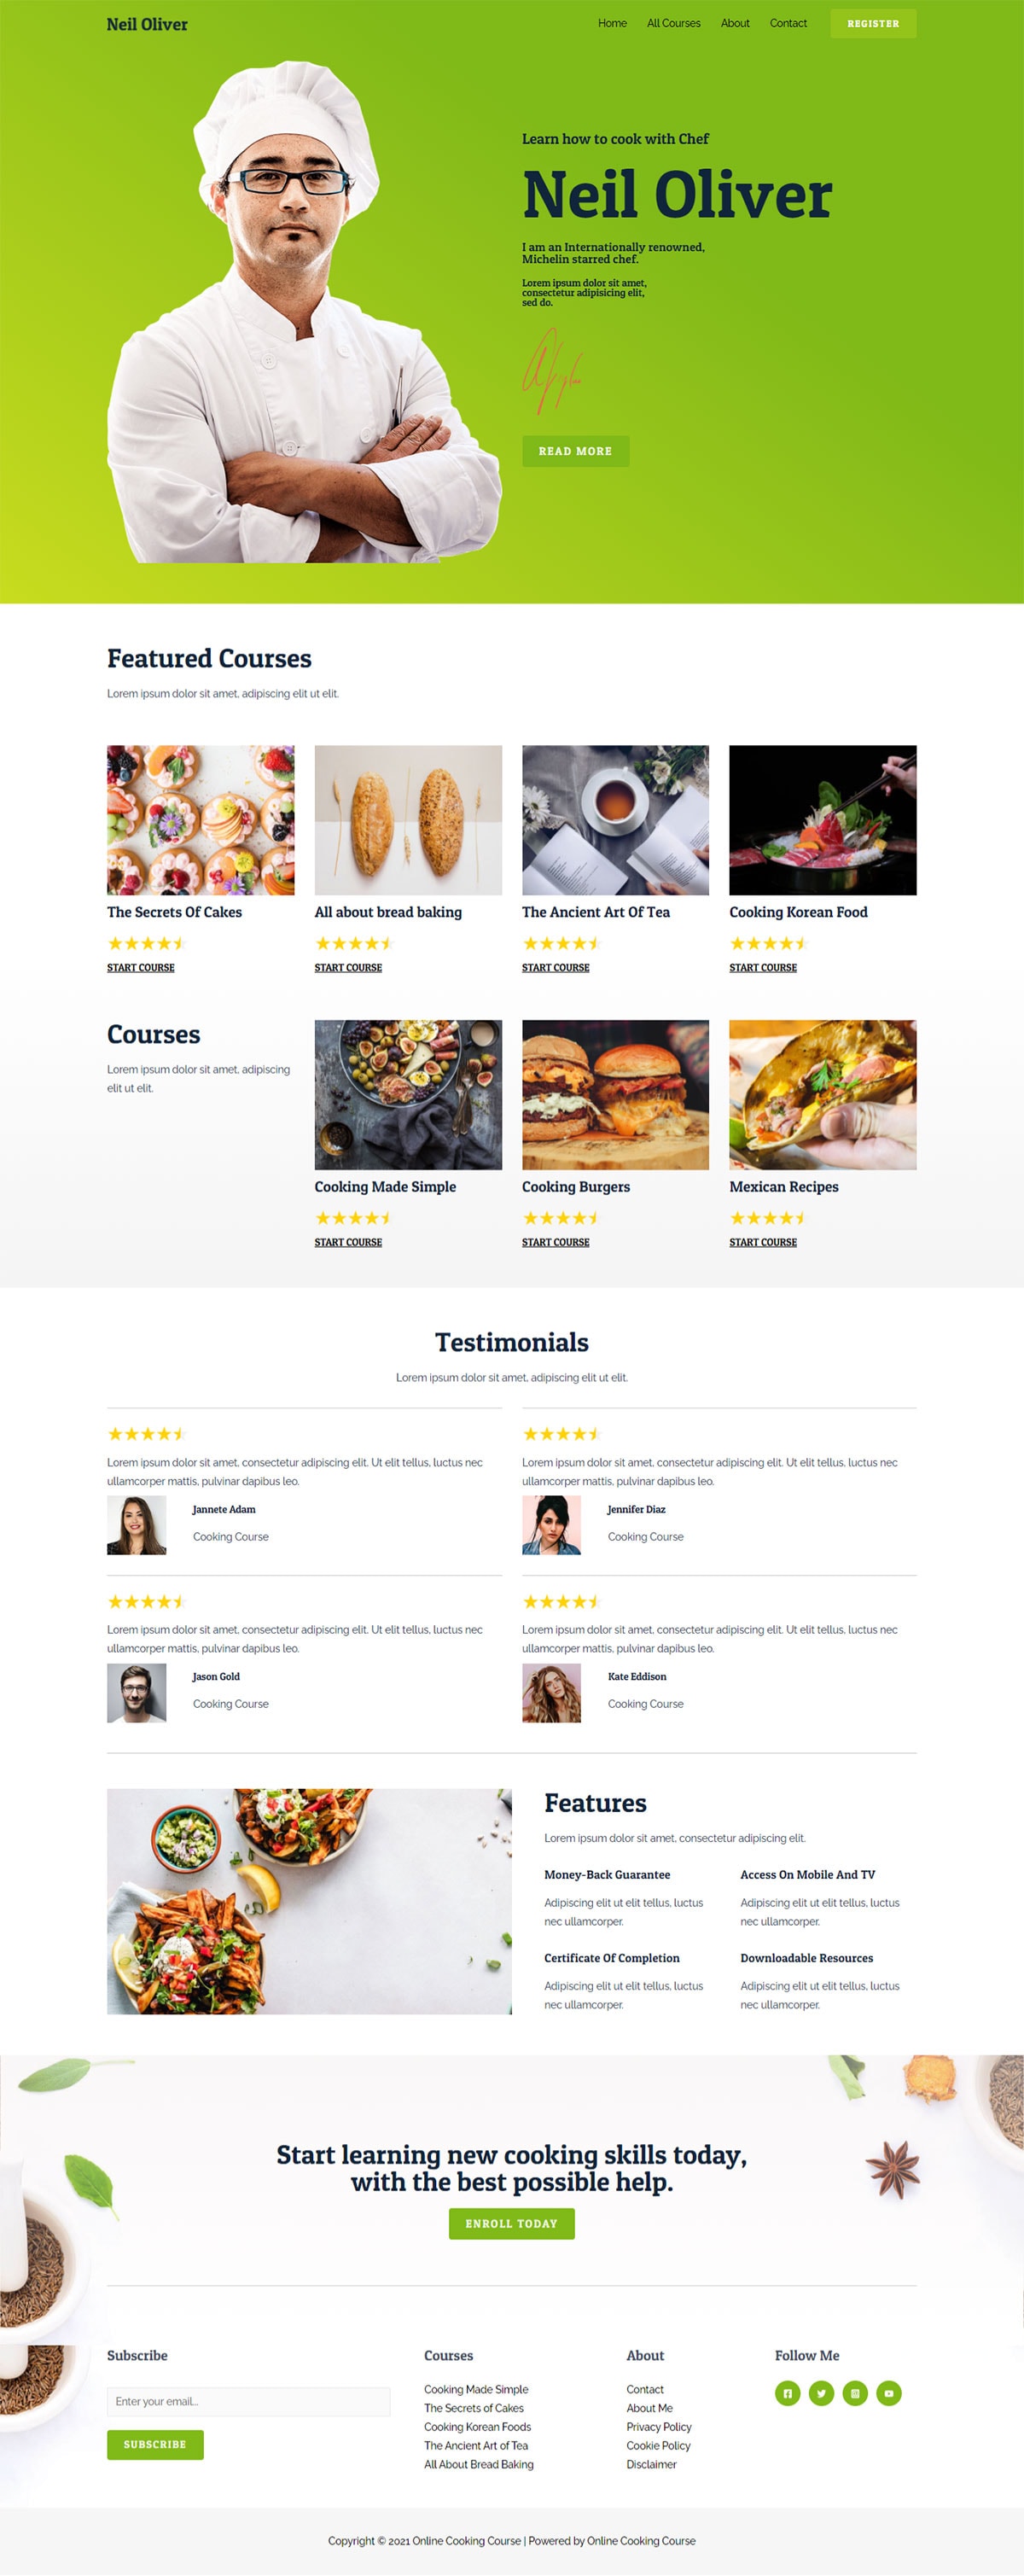 Neil Oliver
Home All Courses About Contact REGISTER
Learn how to cook with Chef
Neil Oliver
I am an Internationally renowned,
Michelin starred chef.
Lorem ipsum dolor sit amet,
consectetur adipisicing elit,
sed do.
READ MORE
Featured Courses
Lorem ipsum dolor sit amet, adipiscing elit ut elit.
The Secrets Of Cakes
START COURSE
All about bread baking
START COURSE
The Ancient Art Of Tea
START COURSE
Cooking Korean Food
START COURSE
Courses
Lorem ipsum dolor sit amet, adipiscing
elit ut elit.
Cooking Made Simple
START COURSE
Cooking Burgers
START COURSE
Mexican Recipes
START COURSE
Testimonials
Lorem ipsum dolor sit amet, adipiscing elit ut elit.
Lorem ipsum dolor sit amet, consectetur adipiscing elit. Ut elit tellus, luctus nec
ullamcorper mattis, pulvinar dapibus leo.
Jannete Adam
Cooking Course
Lorem ipsum dolor sit amet, consectetur adipiscing elit. Ut elit tellus, luctus nec
ullamcorper mattis, pulvinar dapibus leo.
Jennifer Diaz
Cooking Course
Lorem ipsum dolor sit amet, consectetur adipiscing elit. Ut elit tellus, luctus nec
ullamcorper mattis, pulvinar dapibus leo.
Jason Gold
Cooking Course
Lorem ipsum dolor sit amet, consectetur adipiscing elit. Ut elit tellus, luctus nec
ullamcorper mattis, pulvinar dapibus leo.
Kate Eddison
Cooking Course
Features
Lorem ipsum dolor sit amet, consectetur adipiscing elit.
Money-Back Guarantee
Adipiscing elit ut elit tellus, luctus
nec ullamcorper.
Access On Mobile And TV
Adipiscing elit ut elit tellus, luctus
nec ullamcorper.
Certificate Of Completion
Adipiscing elit ut elit tellus, luctus
nec ullamcorper.
Downloadable Resources
Adipiscing elit ut elit tellus, luctus
nec ullamcorper.
Start learning new cooking skills today,
with the best possible help.
ENROLL TODAY
Subscribe
Enter your email...
SUBSCRIBE
Courses
Cooking Made Simple
The Secrets of Cakes
Cooking Korean Foods
The Ancient Art of Tea
All About Bread Baking
About
Contact
About Me
Privacy Policy
Cookie Policy
Disclaimer
Follow Me
Copyright © 2021 Online Cooking Course | Powered by Online Cooking Course